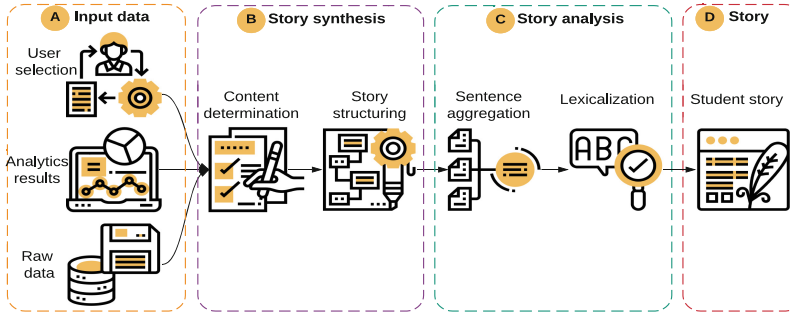 A Input data
User
selection
Analytics
results
Raw
data
B Story synthesis
Content
determination
Story
structuring
C Story analysis
Sentence
aggregation
Lexicalization
ABC
D Story
Student story